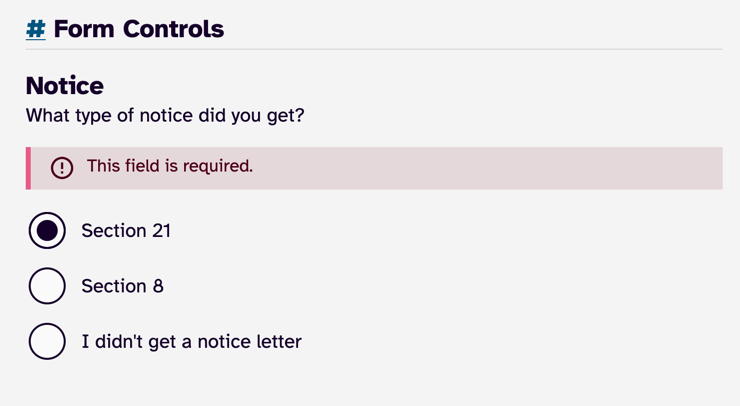 # Form Controls
Notice
What type of notice did you get?
This field is required.
Section 21
Section 8
I didn't get a notice letter